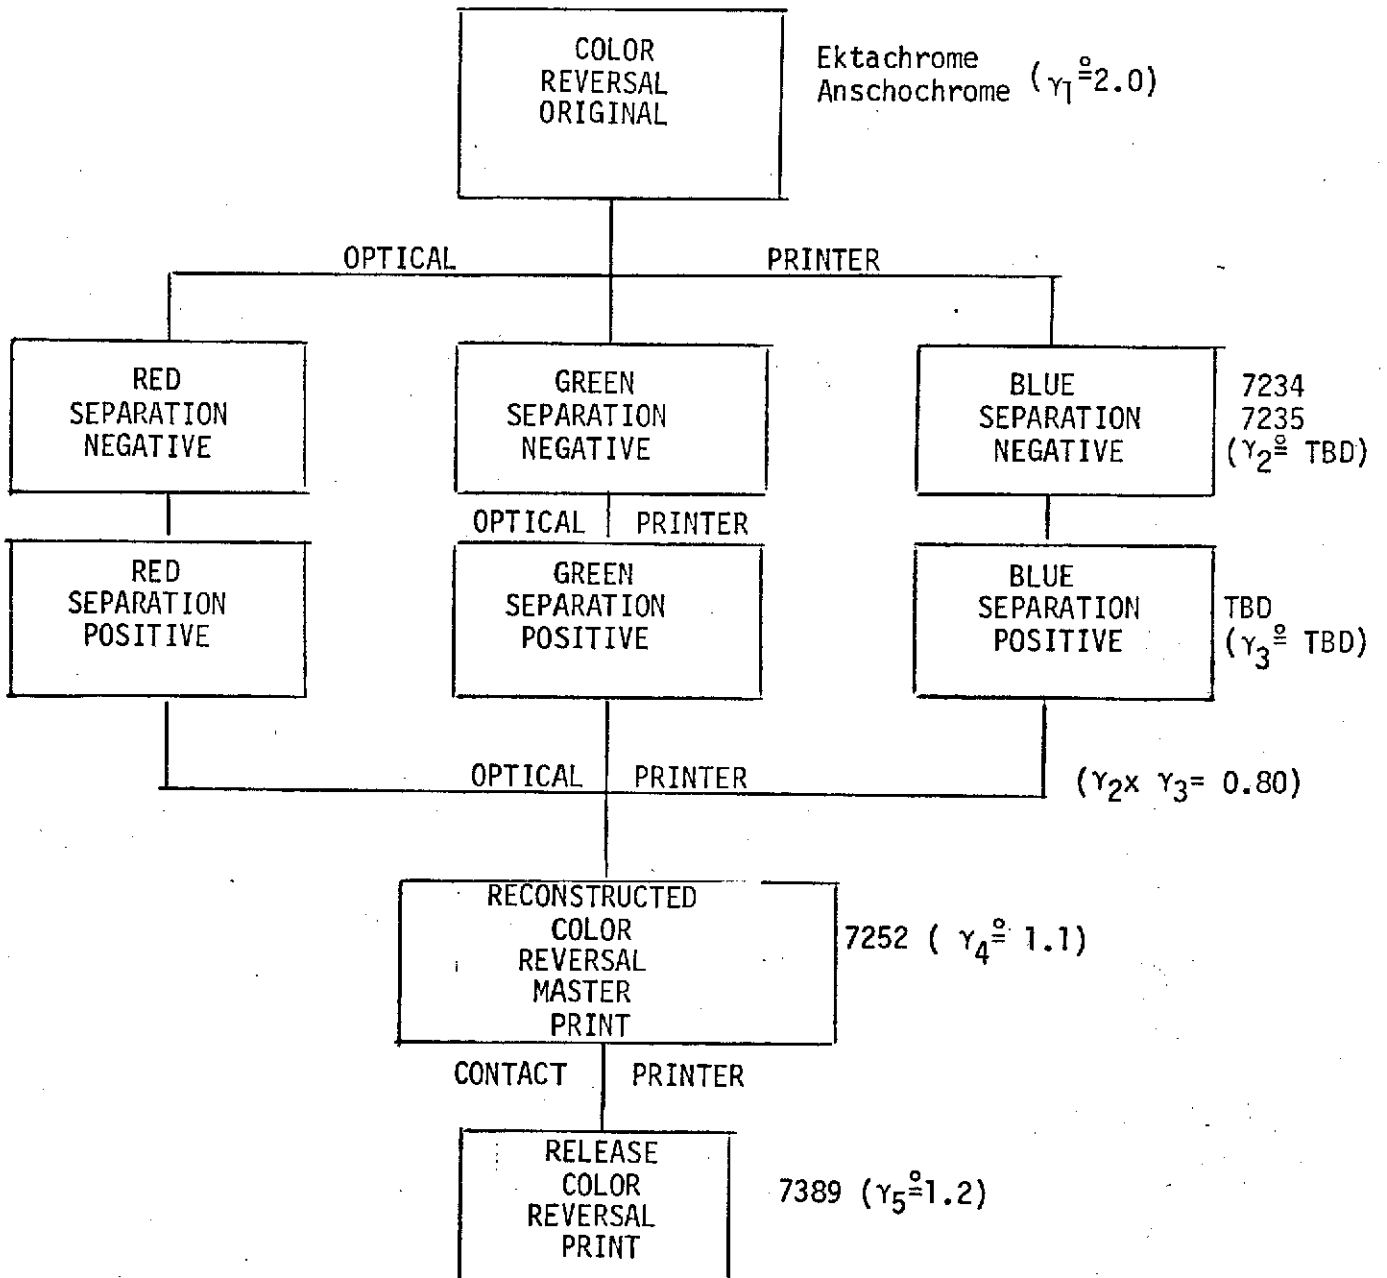 COLOR
REVERSAL
ORIGINAL
Ektachrome
Anschochrome (γ1≗2.0)
OPTICAL PRINTER
RED
SEPARATION
NEGATIVE
GREEN
SEPARATION
NEGATIVE
BLUE
SEPARATION
NEGATIVE
7234
7235
(γ2≗ TBD)
OPTICAL PRINTER
RED
SEPARATION
POSITIVE
GREEN
SEPARATION
POSITIVE
BLUE
SEPARATION
POSITIVE
TBD
(γ3≗ TBD)
OPTICAL PRINTER
(γ2x γ3= 0.80)
RECONSTRUCTED
COLOR
REVERSAL
MASTER
PRINT
7252 ( γ4≗ 1.1)
CONTACT PRINTER
RELEASE
COLOR
REVERSAL
PRINT
7389 (γ5≗1.2)